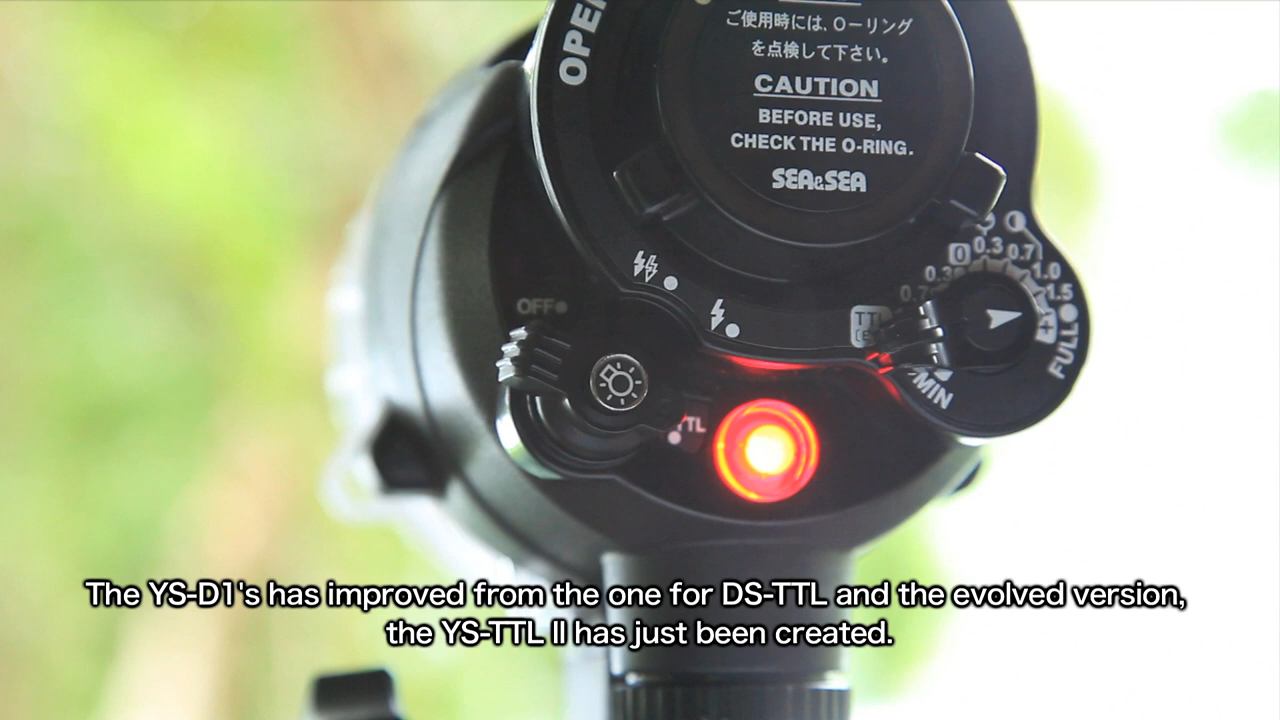 OPEN
ご使用時には、Oーリング
を点検して下さい。
CAUTION
BEFORE USE,
CHECK THE O-RING.
SEA&SEA
OFF
TTL
0.3 0 0.3 0.7 1.0 1.5
+
FULL
MIN
TTL
The YS-D1's has improved from the one for DS-TTL and the evolved version,
the YS-TTL II has just been created.